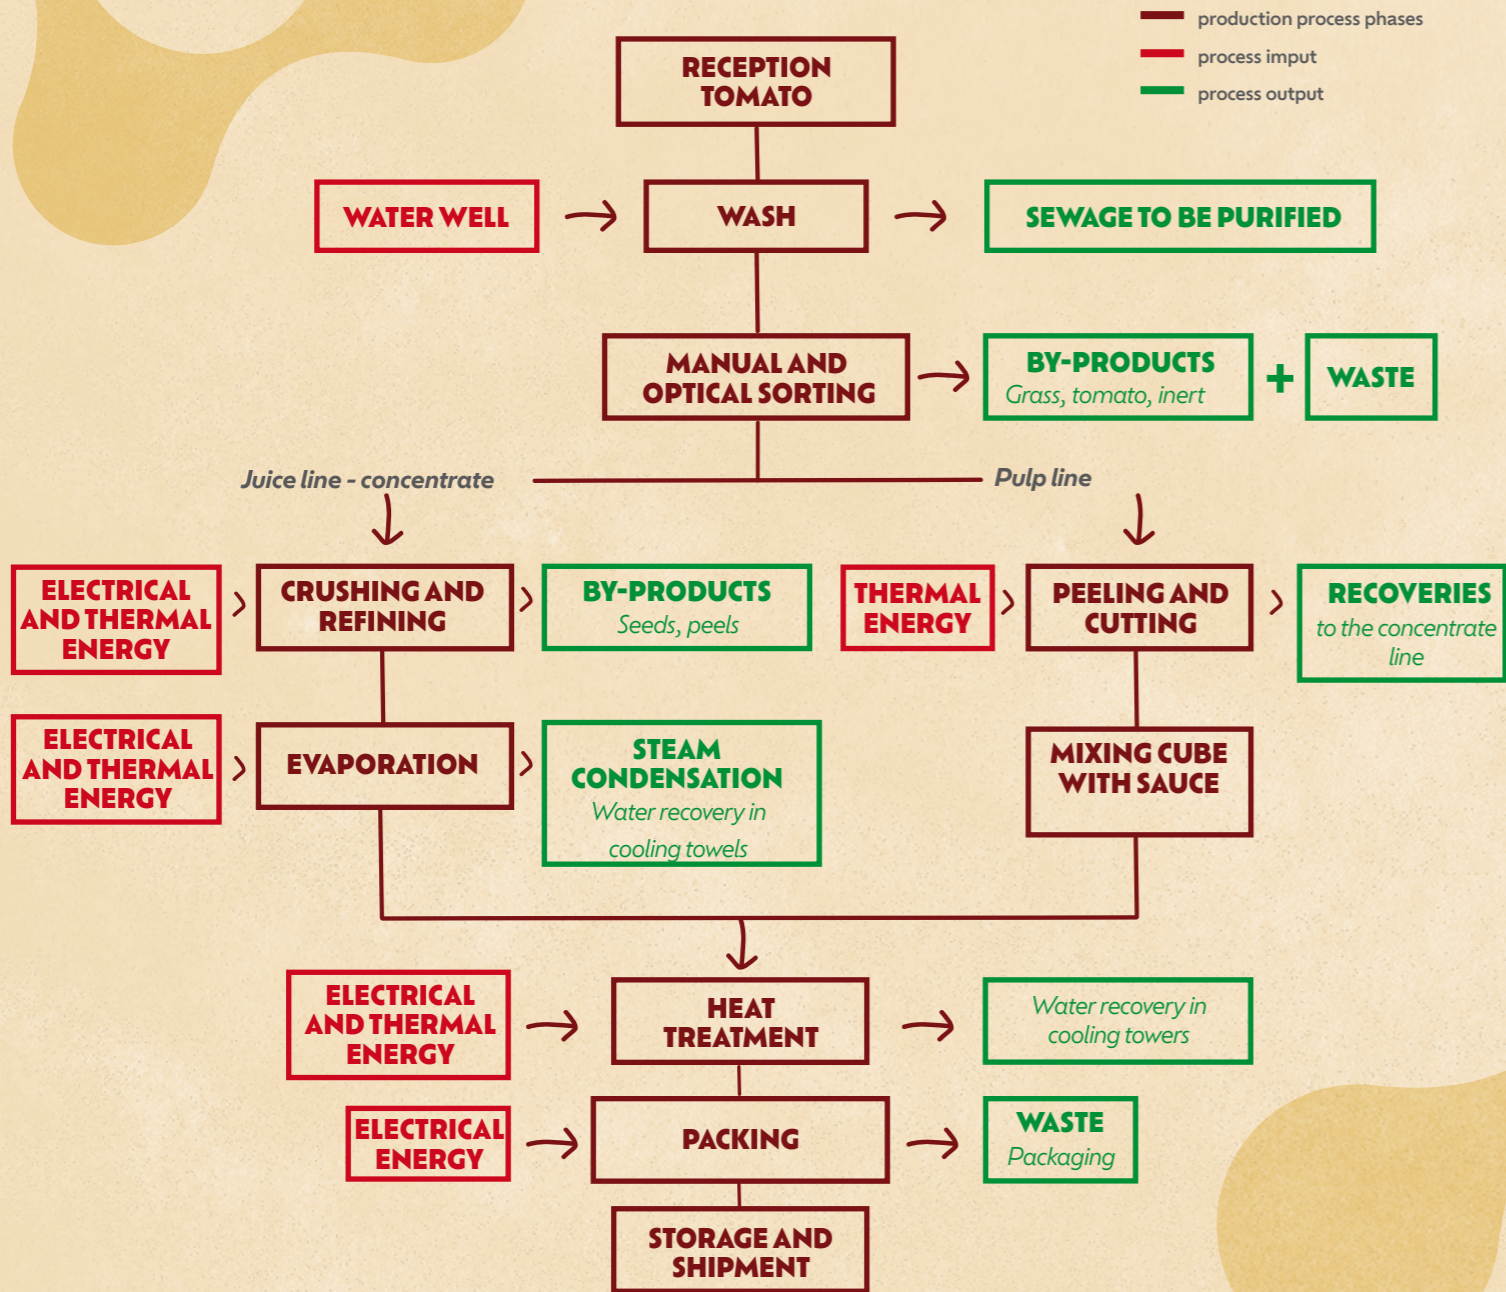 production process phases
process imput
process output
RECEPTION
TOMATO
WATER WELL
WASH
SEWAGE TO BE PURIFIED
MANUAL AND
OPTICAL SORTING
BY-PRODUCTS
Grass, tomato, inert
+
WASTE
Juice line - concentrate
Pulp line
ELECTRICAL
AND THERMAL
ENERGY
CRUSHING AND
REFINING
BY-PRODUCTS
Seeds, peels
THERMAL
ENERGY
PEELING AND
CUTTING
RECOVERIES
to the concentrate
line
ELECTRICAL
AND THERMAL
ENERGY
EVAPORATION
STEAM
CONDENSATION
Water recovery in
cooling towels
MIXING CUBE
WITH SAUCE
ELECTRICAL
AND THERMAL
ENERGY
HEAT
TREATMENT
Water recovery in
cooling towers
ELECTRICAL
ENERGY
PACKING
WASTE
Packaging
STORAGE AND
SHIPMENT